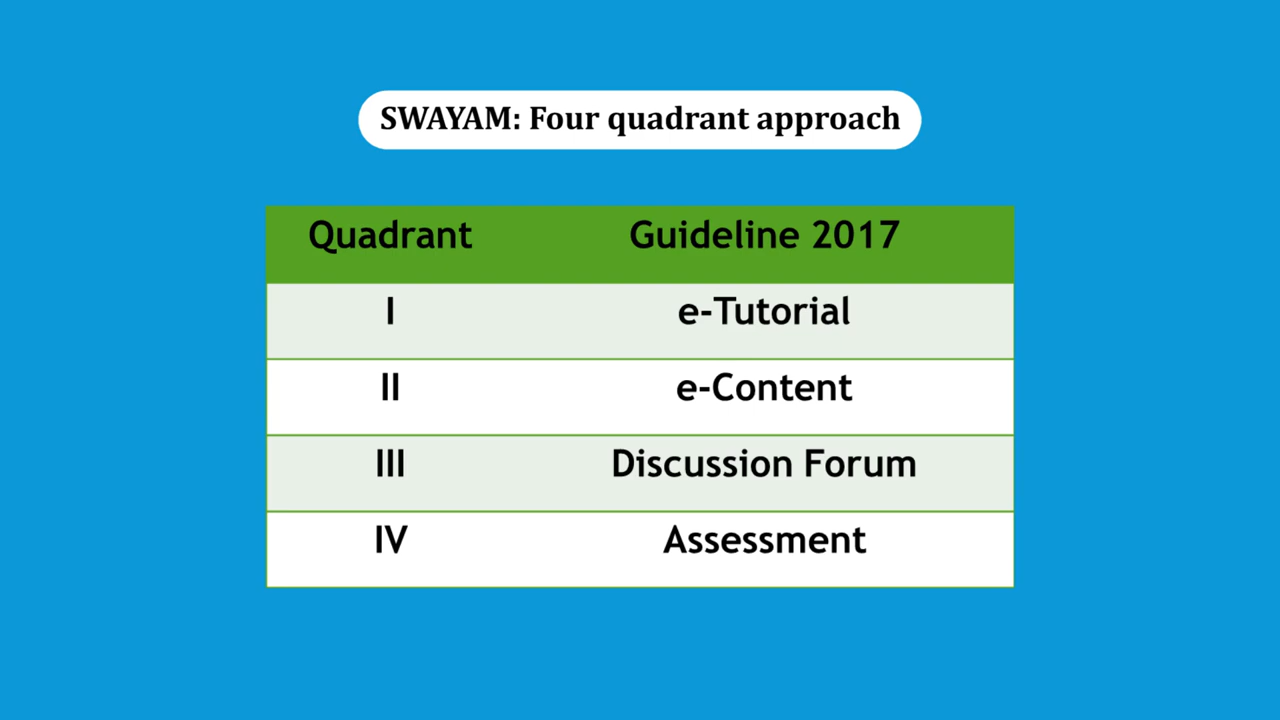 SWAYAM: Four quadrant approach
Quadrant Guideline 2017
I e-Tutorial
II e-Content
III Discussion Forum
IV Assessment